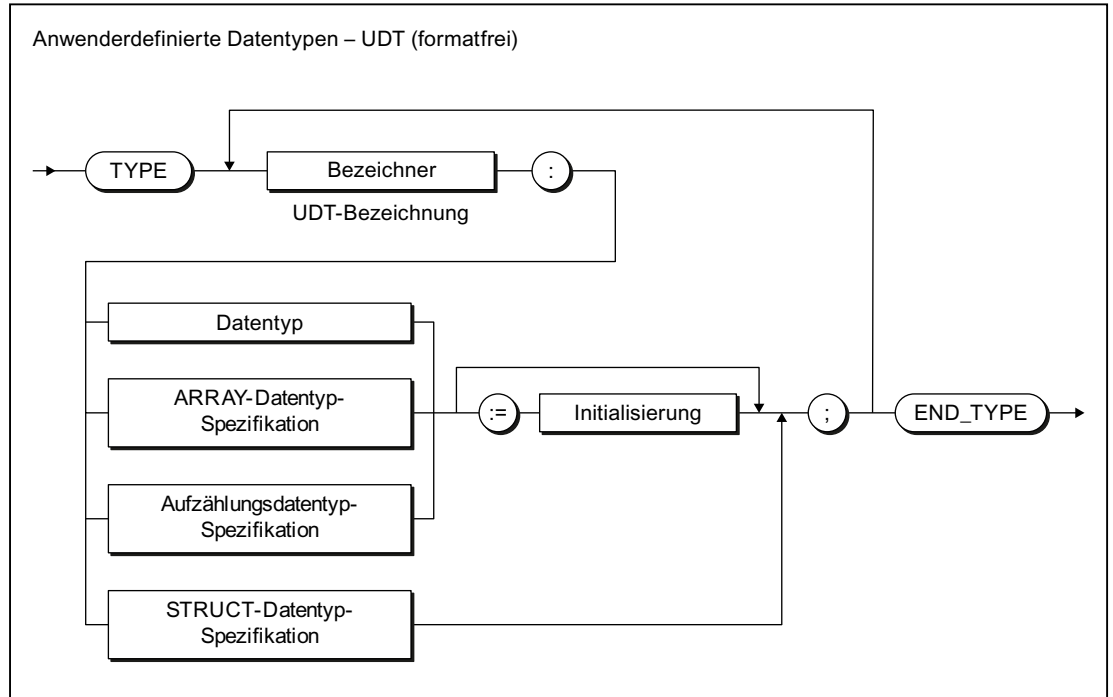 Anwenderdefinierte Datentypen – UDT (formatfrei)
TYPE
Bezeichner
:
UDT-Bezeichnung
Datentyp
ARRAY-Datentyp-
Spezifikation
:=
Initialisierung
;
END_TYPE
Aufzählungsdatentyp-
Spezifikation
STRUCT-Datentyp-
Spezifikation